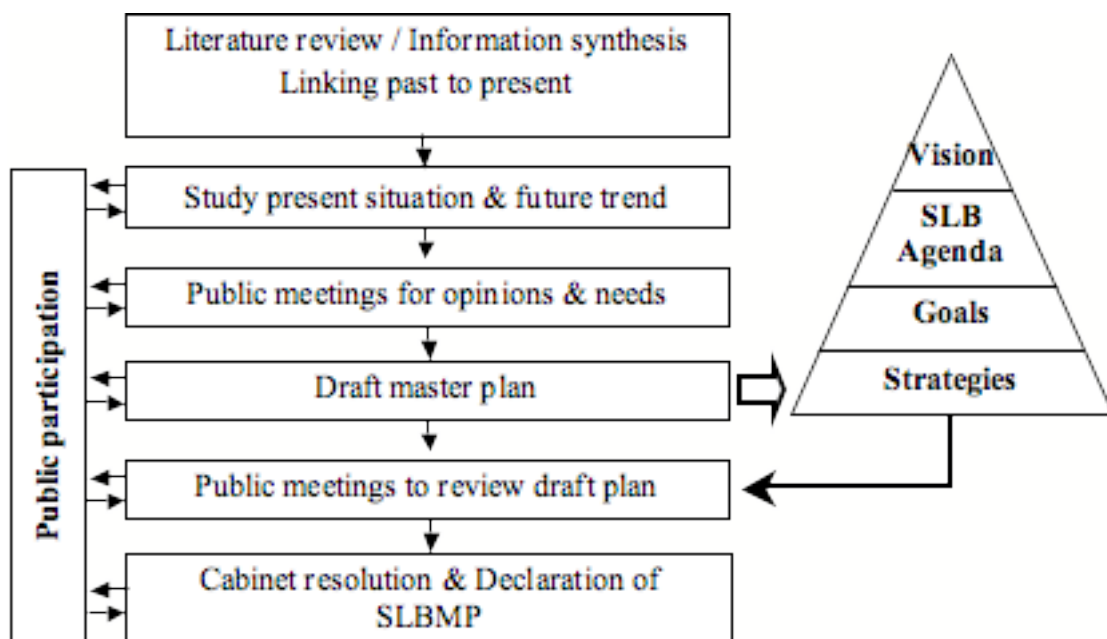 Literature review / Information synthesis
Linking past to present
Study present situation & future trend
Public meetings for opinions & needs
Draft master plan
Public meetings to review draft plan
Cabinet resolution & Declaration of
SLBMP
Public participation
Vision
SLB
Agenda
Goals
Strategies